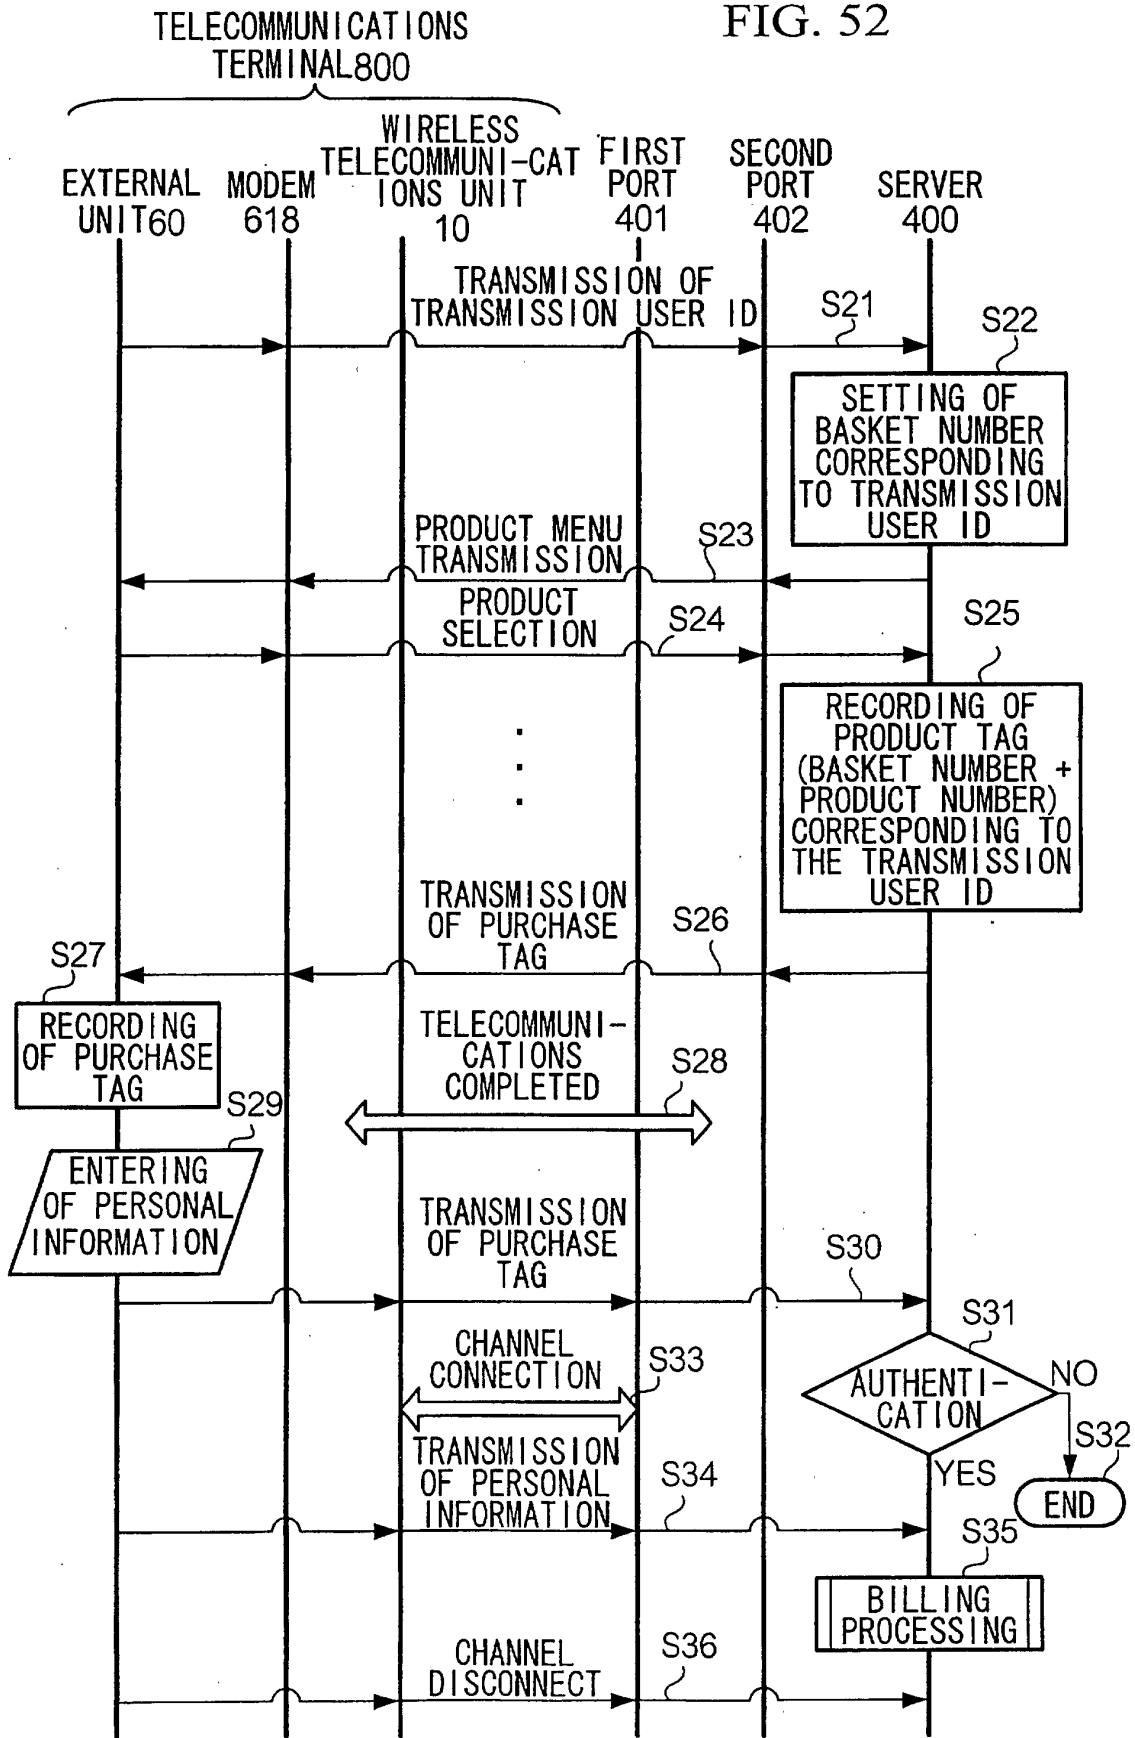 FIG. 52
TELECOMMUNICATIONS
TERMINAL800
EXTERNAL
UNIT60
MODEM
618
WIRELESS
TELECOMMUNI-CAT
IONS UNIT
10
FIRST
PORT
401
SECOND
PORT
402
SERVER
400
TRANSMISSION OF
TRANSMISSION USER ID
S21
S22
SETTING OF
BASKET NUMBER
CORRESPONDING
TO TRANSMISSION
USER ID
PRODUCT MENU
TRANSMISSION
S23
PRODUCT
SELECTION
S24
S25
RECORDING OF
PRODUCT TAG
(BASKET NUMBER +
PRODUCT NUMBER)
CORRESPONDING TO
THE TRANSMISSION
USER ID
TRANSMISSION
OF PURCHASE
TAG
S26
S27
RECORDING
OF PURCHASE
TAG
TELECOMMUNI-
CATIONS
COMPLETED
S28
S29
ENTERING
OF PERSONAL
INFORMATION
TRANSMISSION
OF PURCHASE
TAG
S30
S31
AUTHENTI-
CATION
NO
YES
S32
END
CHANNEL
CONNECTION
S33
TRANSMISSION
OF PERSONAL
INFORMATION
S34
S35
BILLING
PROCESSING
CHANNEL
DISCONNECT
S36